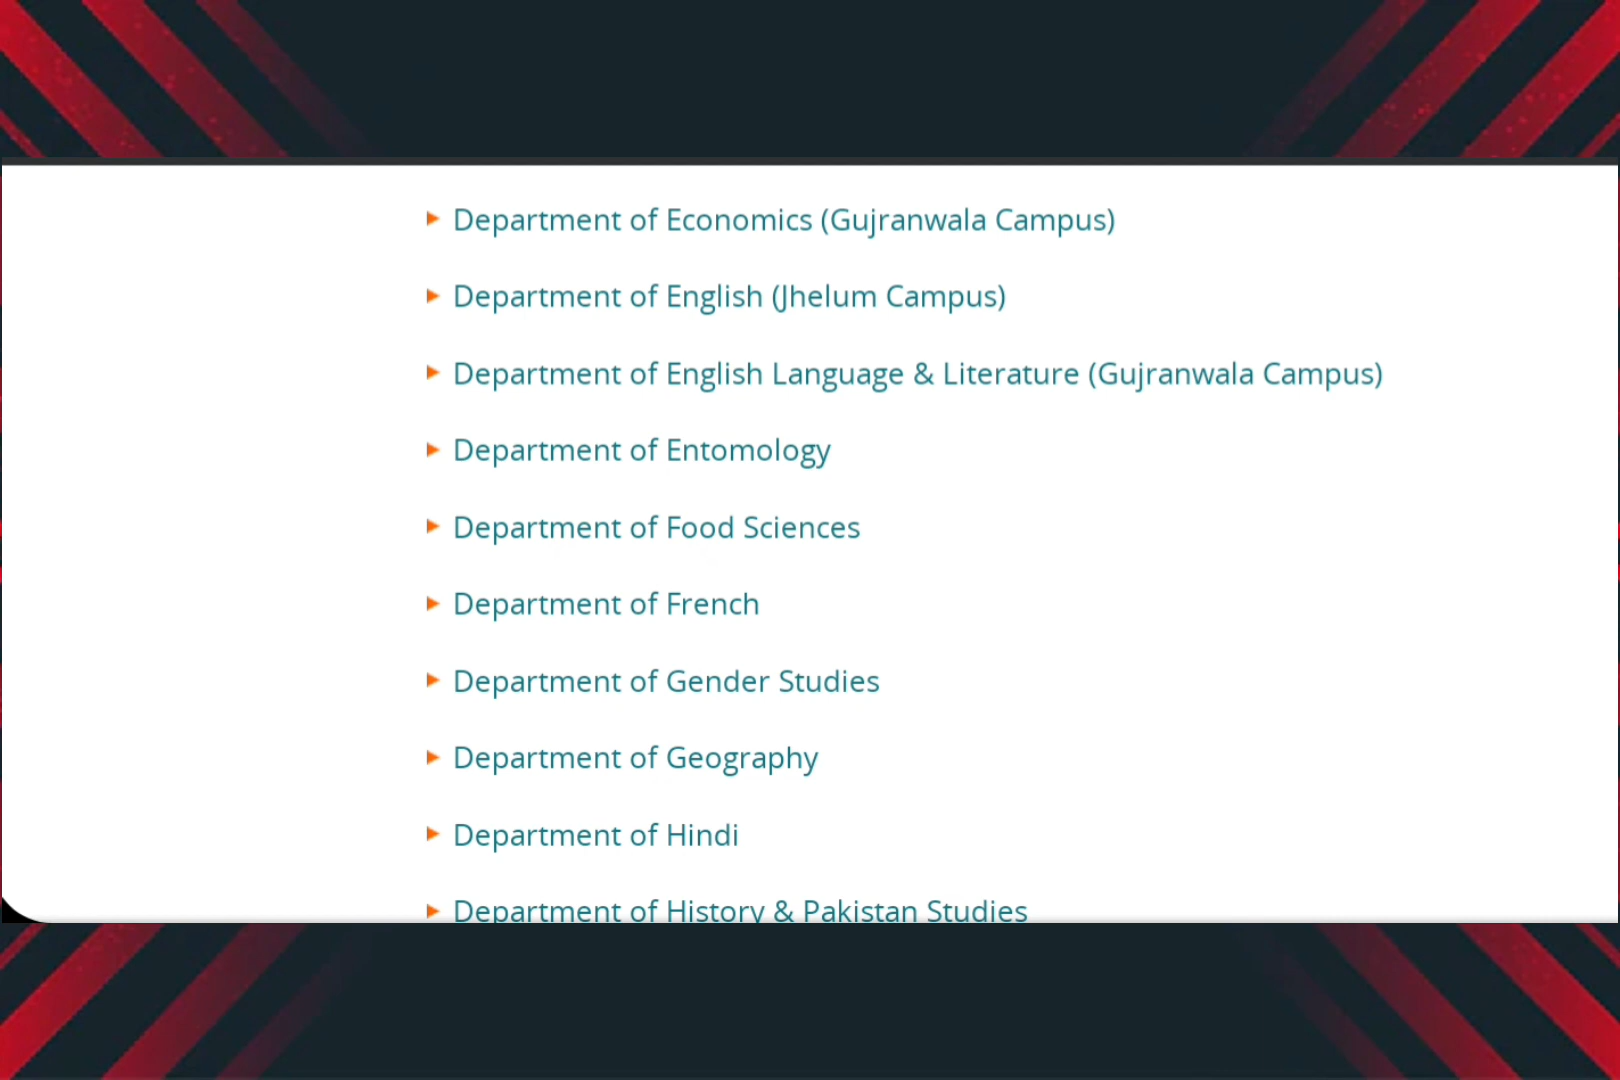 Department of Economics (Gujranwala Campus)
Department of English (Jhelum Campus)
Department of English Language & Literature (Gujranwala Campus)
Department of Entomology
Department of Food Sciences
Department of French
Department of Gender Studies
Department of Geography
Department of Hindi
Department of History & Pakistan Studies